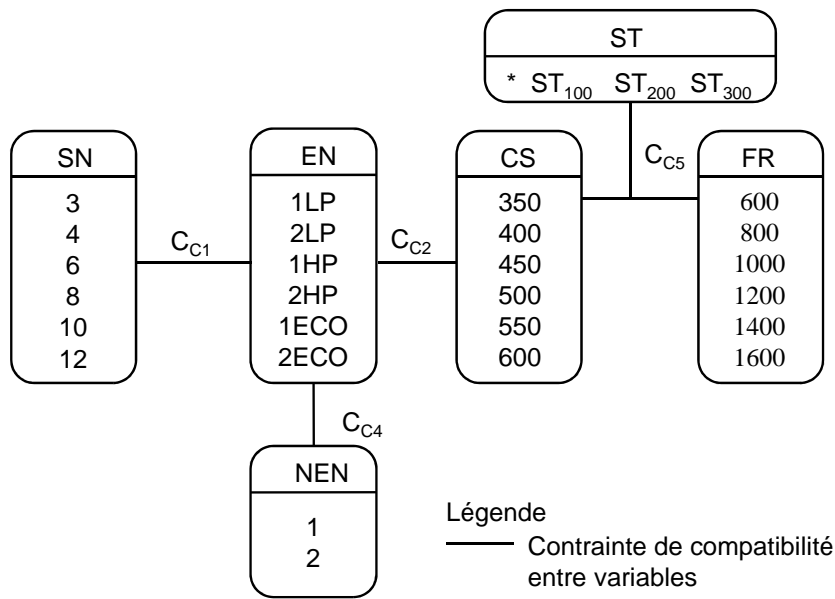 ST
* ST100 ST200 ST300
SN
3
4
6
8
10
12
CC1
EN
1LP
2LP
1HP
2HP
1ECO
2ECO
CC2
CS
350
400
450
500
550
600
CC5
FR
600
800
1000
1200
1400
1600
CC4
NEN
1
2
Légende
Contrainte de compatibilité
entre variables